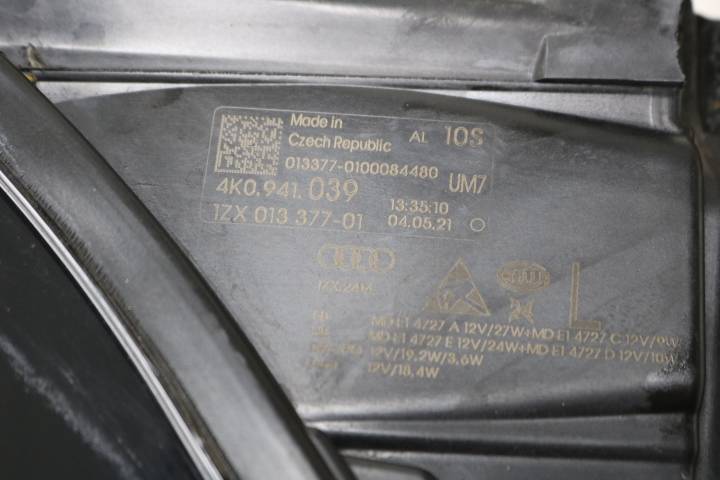 Made in
Czech Republic AL 10S
013377-0100084480
4K0.941.039 UM7
13:35:10
1ZX 013 377-01 04.05.21
L
MD E1 4727 A 12V/27W+MD E1 4727 C 12V/9W
MD E1 4727 E 12V/24W+MD E1 4727 D 12V/10W
12V/19,2W/3,6W
12V/18,4W